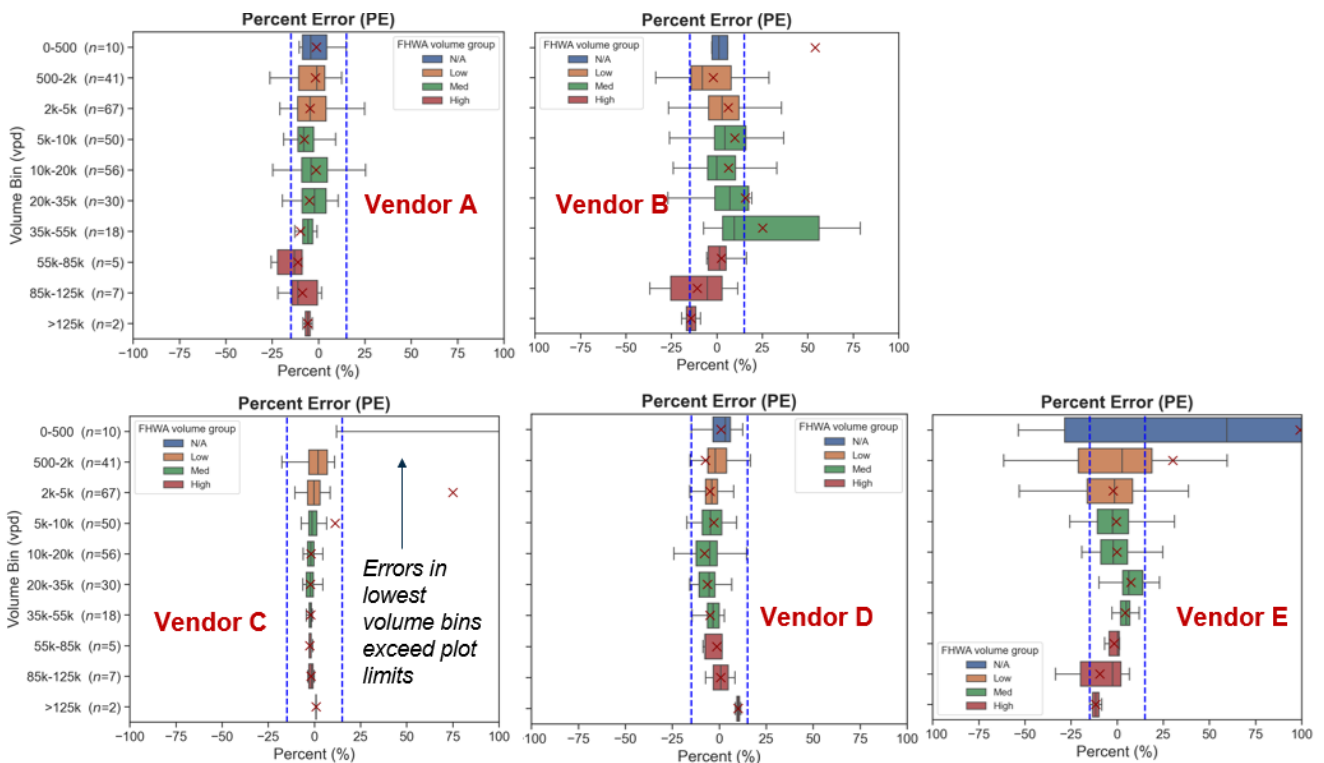 Percent Error (PE)
Volume Bin (vpd)
0-500 (n=10)
500-2k (n=41)
2k-5k (n=67)
5k-10k (n=50)
10k-20k (n=56)
20k-35k (n=30)
35k-55k (n=18)
55k-85k (n=5)
85k-125k (n=7)
>125k (n=2)
FHWA volume group
N/A
Low
Med
High
Vendor A
−100 −75 −50 −25 0 25 50 75 100
Percent (%)
Percent Error (PE)
FHWA volume group
N/A
Low
Med
High
Vendor B
−100 −75 −50 −25 0 25 50 75 100
Percent (%)
Percent Error (PE)
Volume Bin (vpd)
0-500 (n=10)
500-2k (n=41)
2k-5k (n=67)
5k-10k (n=50)
10k-20k (n=56)
20k-35k (n=30)
35k-55k (n=18)
55k-85k (n=5)
85k-125k (n=7)
>125k (n=2)
FHWA volume group
N/A
Low
Med
High
Vendor C
Errors in
lowest
volume bins
exceed plot
limits
−100 −75 −50 −25 0 25 50 75 100
Percent (%)
Percent Error (PE)
FHWA volume group
N/A
Low
Med
High
Vendor D
−100 −75 −50 −25 0 25 50 75 100
Percent (%)
Percent Error (PE)
Vendor E
FHWA volume group
N/A
Low
Med
High
−100 −75 −50 −25 0 25 50 75 100
Percent (%)